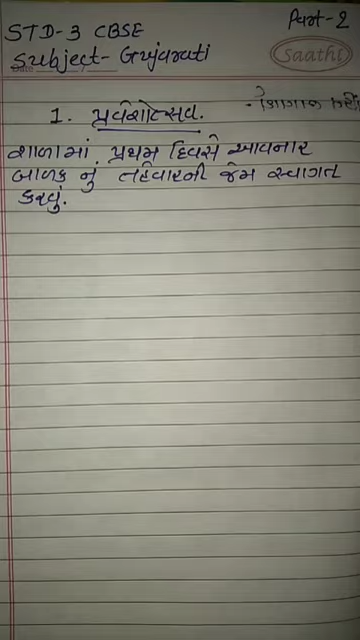 STD-3 CBSE
Part-2
Subject- Gujarati
Saathi
Date
1. પ્રવેશોત્સવ.
શાળામાં પ્રથમ દિવસે આવનાર
બાળક નું તહેવારની જેમ સ્વાગત
કરવું.